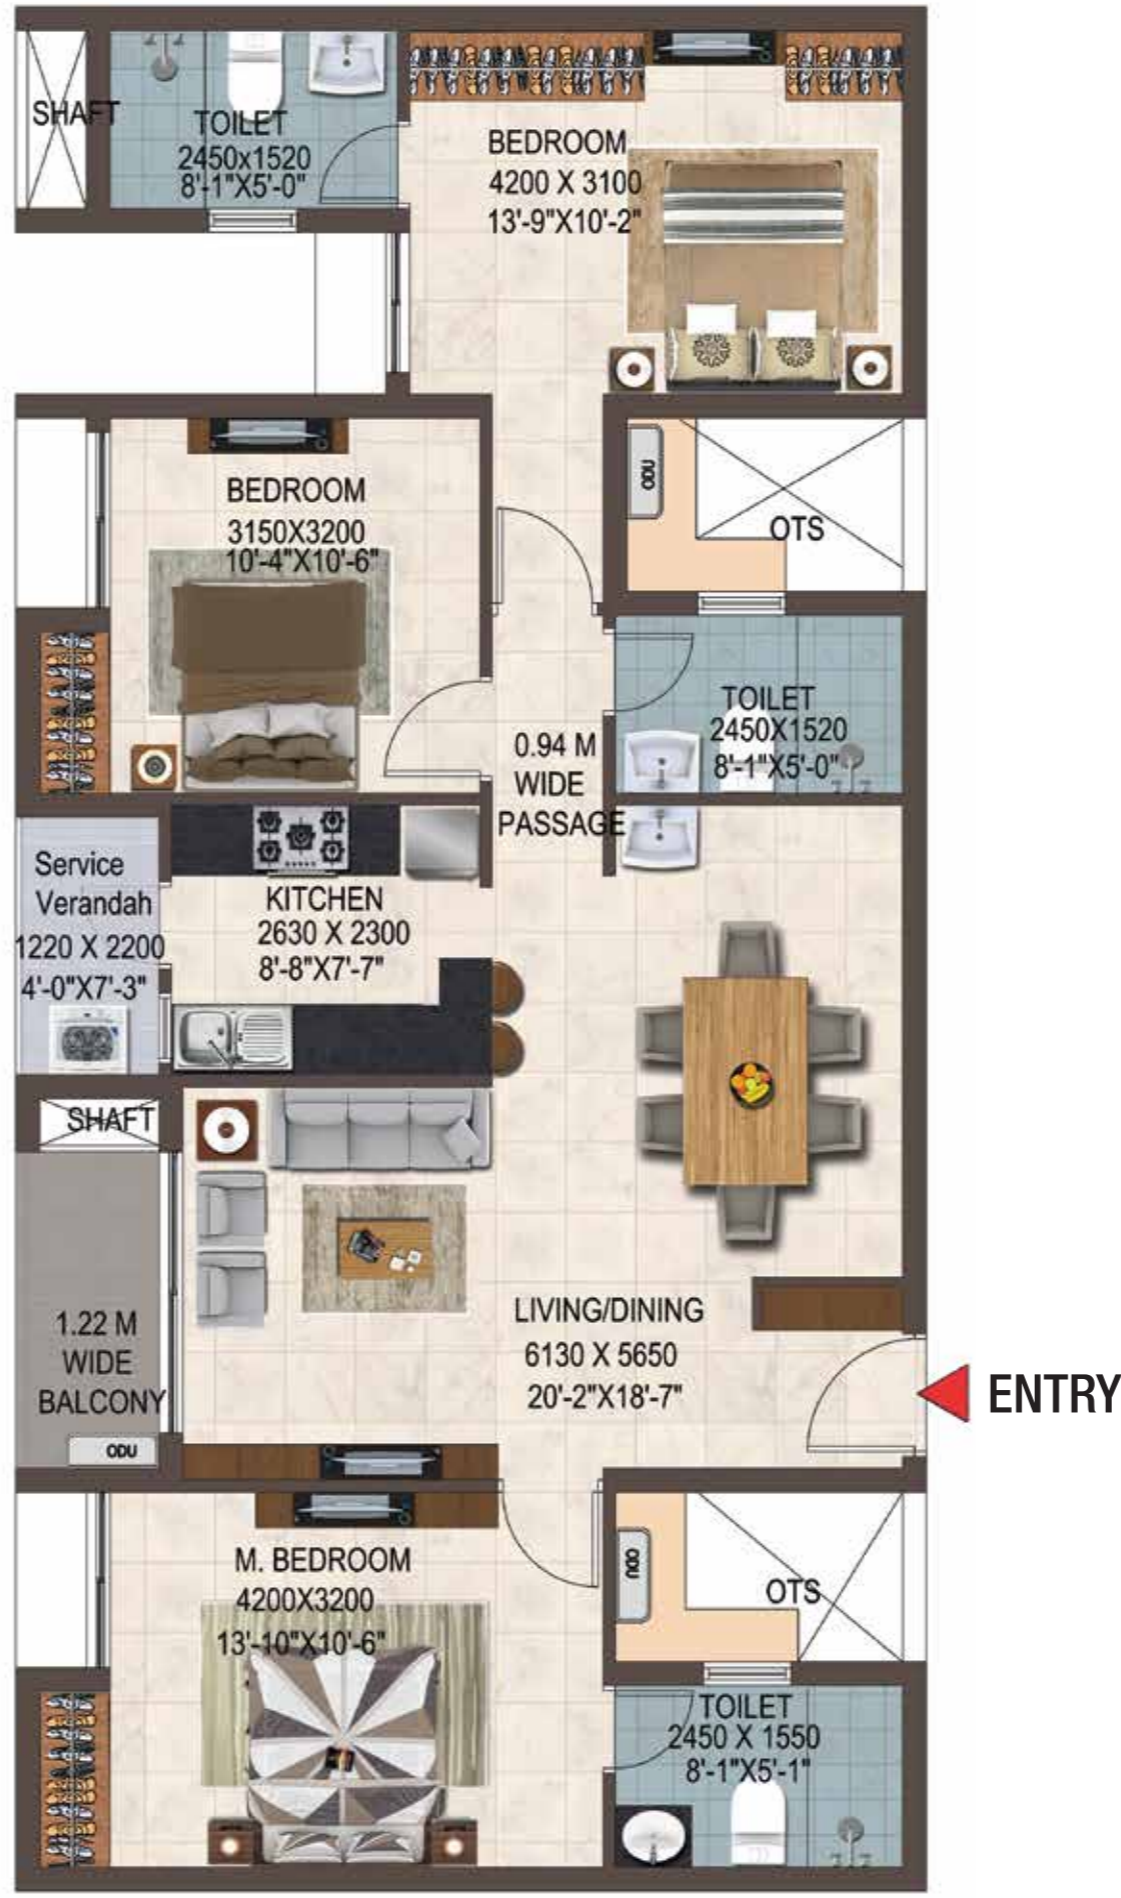 SHAFT
TOILET
2450x1520
8'-1"X5'-0"
BEDROOM
4200 X 3100
13'-9"X10'-2"
BEDROOM
3150X3200
10'-4"X10'-6"
ODU
OTS
TOILET
2450X1520
8'-1"X5'-0"
0.94 M
WIDE
PASSAGE
Service
Verandah
1220 X 2200
4'-0"X7'-3"
KITCHEN
2630 X 2300
8'-8"X7'-7"
SHAFT
1.22 M
WIDE
BALCONY
ODU
LIVING/DINING
6130 X 5650
20'-2"X18'-7"
ENTRY
M. BEDROOM
4200X3200
13'-10"X10'-6"
ODU
OTS
TOILET
2450 X 1550
8'-1"X5'-1"